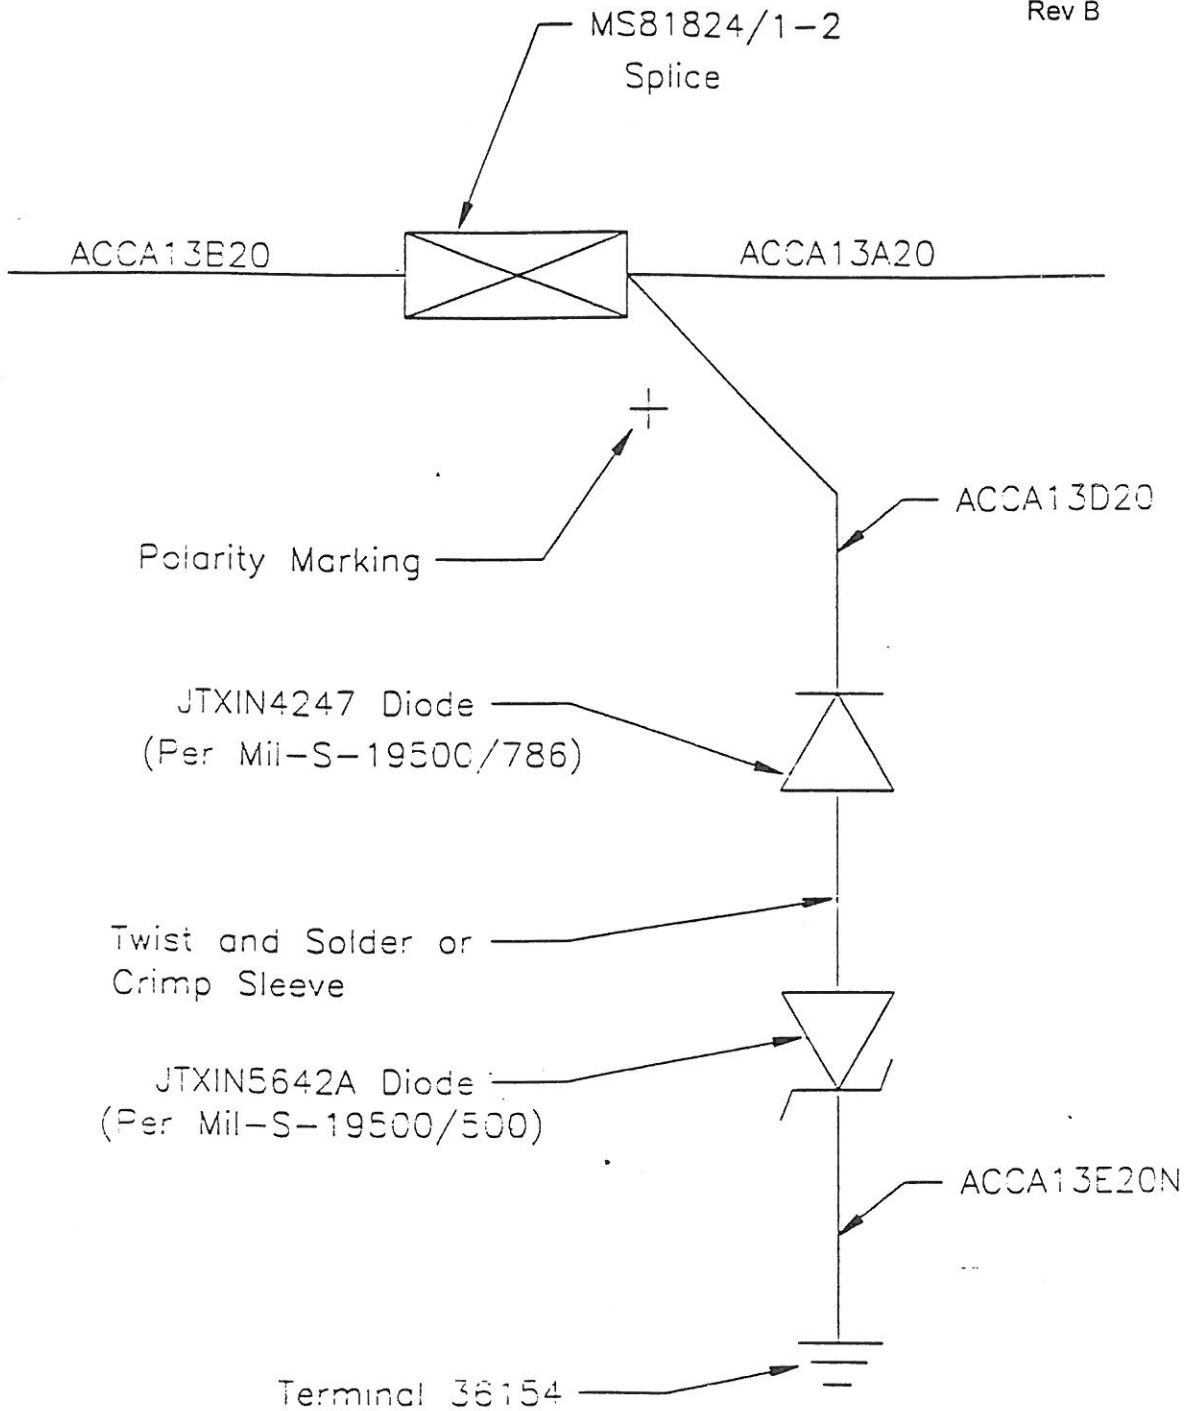 Rev B
MS81824/1-2
Splice
ACCA13B20
ACCA13A20
+
Polarity Marking
ACCA13D20
JTXIN4247 Diode
(Per Mil-S-19500/786)
Twist and Solder or
Crimp Sleeve
JTXIN5642A Diode
(Per Mil-S-19500/500)
ACCA13E20N
Terminal 36154